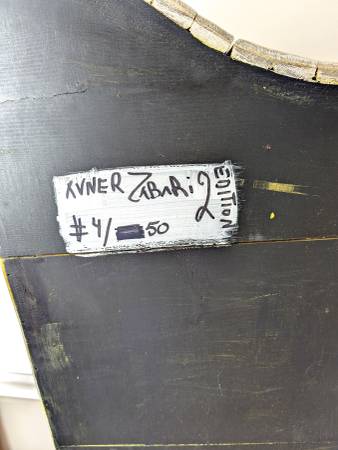 AVNER ZABARi 2
EDITION
#4/ 50